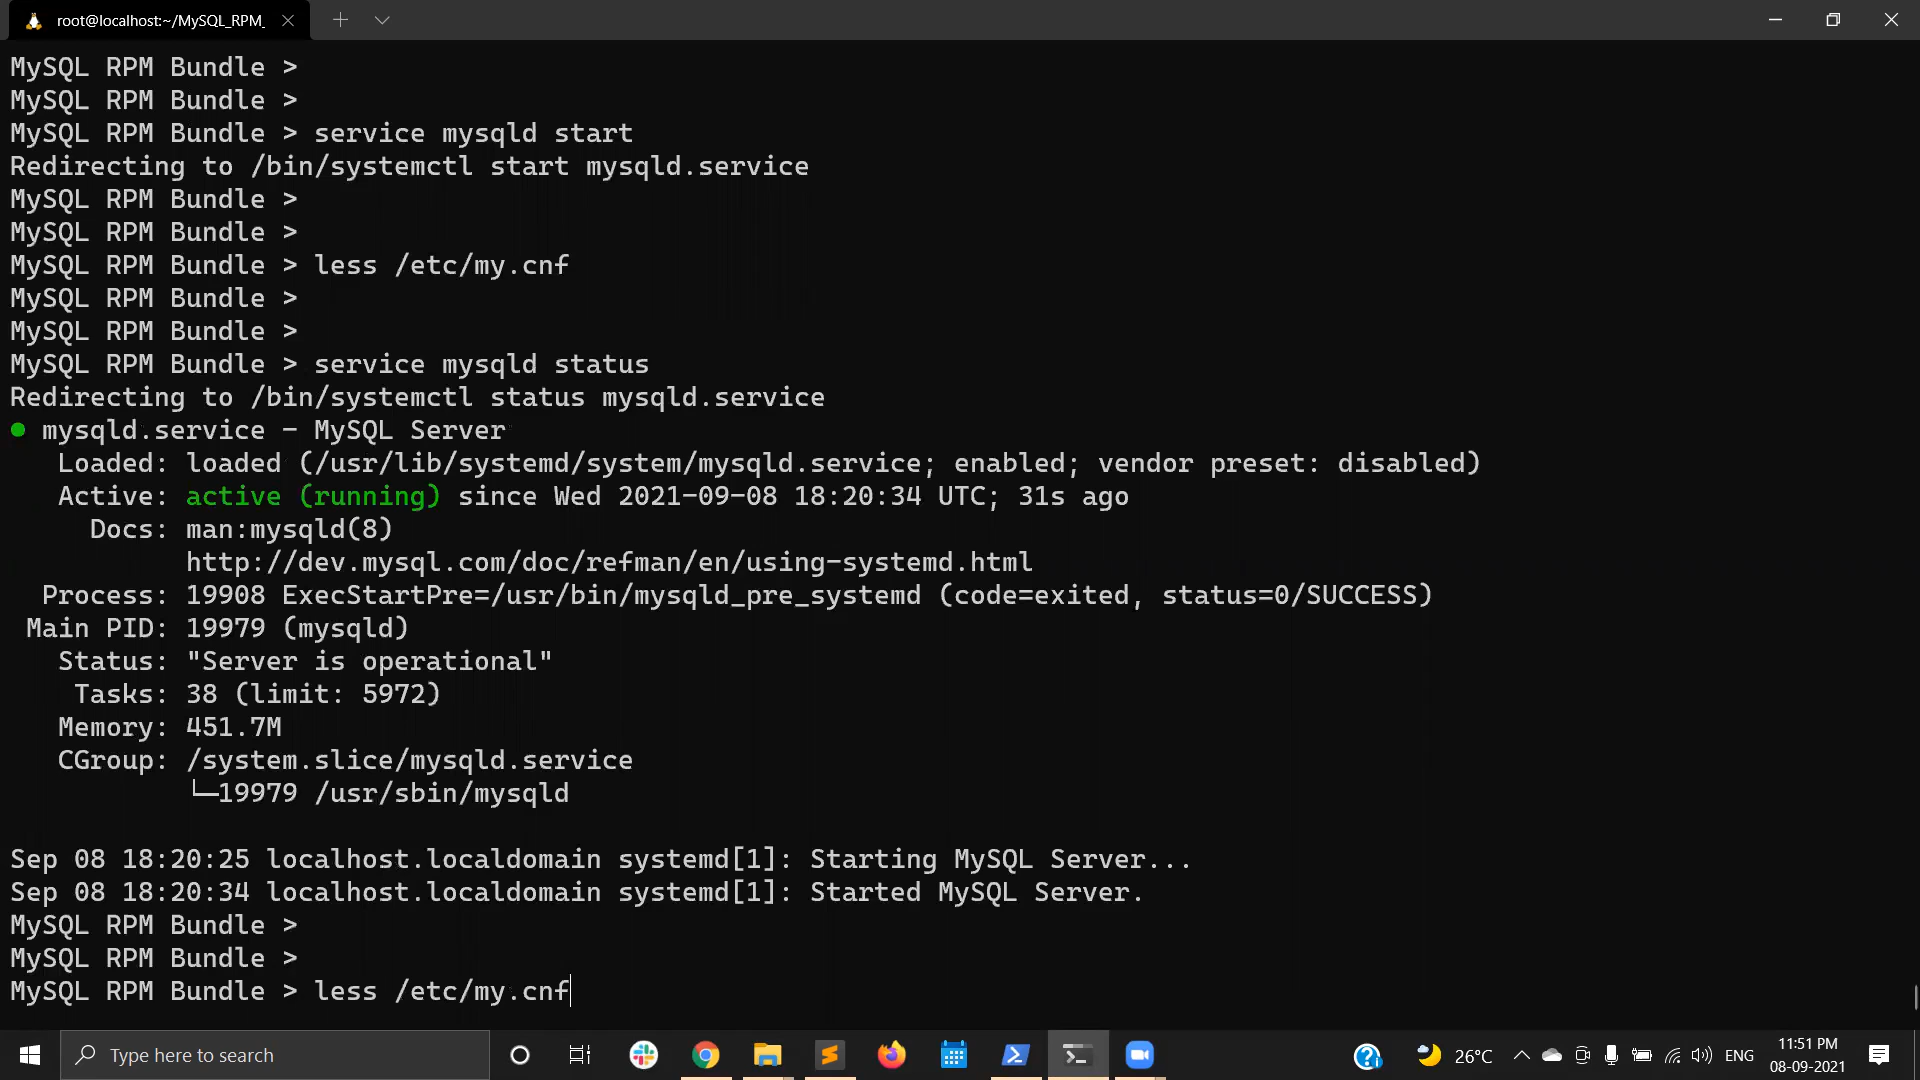 root@localhost:~/MySQL_RPM_
MySQL RPM Bundle >
MySQL RPM Bundle >
MySQL RPM Bundle > service mysqld start
Redirecting to /bin/systemctl start mysqld.service
MySQL RPM Bundle >
MySQL RPM Bundle >
MySQL RPM Bundle > less /etc/my.cnf
MySQL RPM Bundle >
MySQL RPM Bundle >
MySQL RPM Bundle > service mysqld status
Redirecting to /bin/systemctl status mysqld.service
● mysqld.service - MySQL Server
Loaded: loaded (/usr/lib/systemd/system/mysqld.service; enabled; vendor preset: disabled)
Active: active (running) since Wed 2021-09-08 18:20:34 UTC; 31s ago
Docs: man:mysqld(8)
http://dev.mysql.com/doc/refman/en/using-systemd.html
Process: 19908 ExecStartPre=/usr/bin/mysqld_pre_systemd (code=exited, status=0/SUCCESS)
Main PID: 19979 (mysqld)
Status: "Server is operational"
Tasks: 38 (limit: 5972)
Memory: 451.7M
CGroup: /system.slice/mysqld.service
└─19979 /usr/sbin/mysqld
Sep 08 18:20:25 localhost.localdomain systemd[1]: Starting MySQL Server...
Sep 08 18:20:34 localhost.localdomain systemd[1]: Started MySQL Server.
MySQL RPM Bundle >
MySQL RPM Bundle >
MySQL RPM Bundle > less /etc/my.cnf
Type here to search
26°C
ENG
11:51 PM
08-09-2021